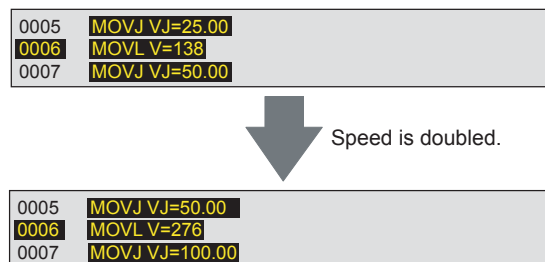 0005 MOVJ VJ=25.00
0006 MOVL V=138
0007 MOVJ VJ=50.00
Speed is doubled.
0005 MOVJ VJ=50.00
0006 MOVL V=276
0007 MOVJ VJ=100.00